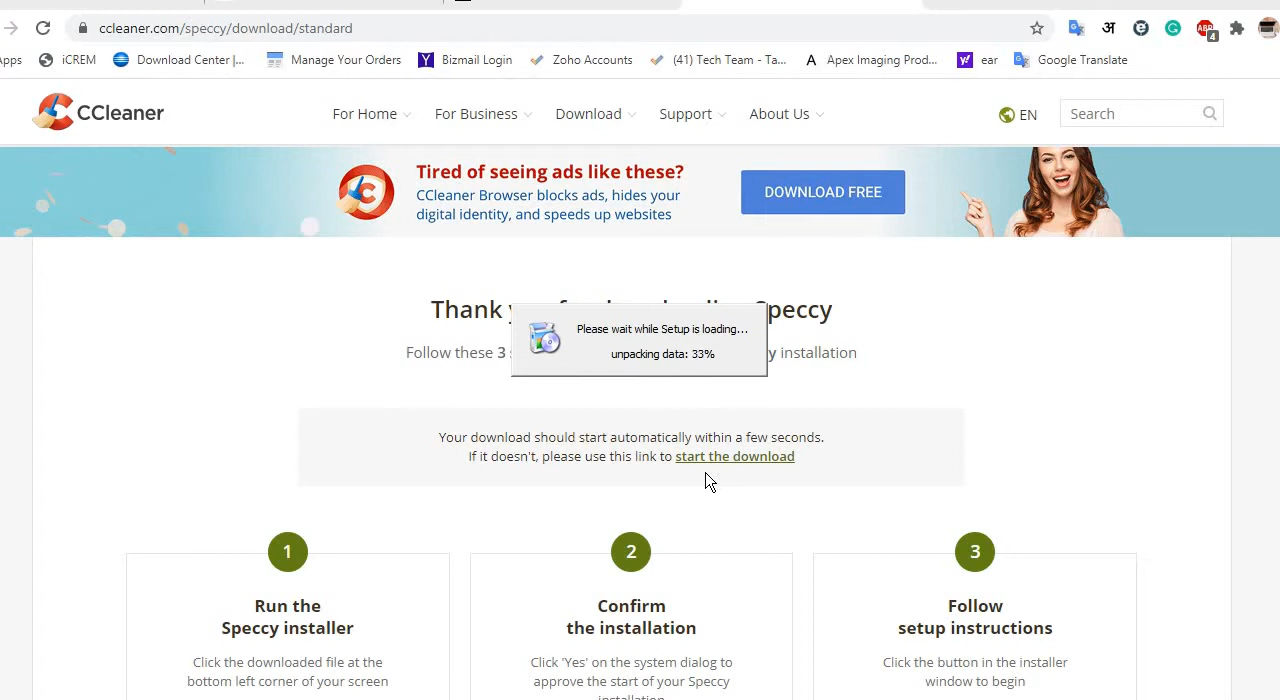 ccleaner.com/speccy/download/standard
अ
ABP
4
pps
iCREM
Download Center |...
Manage Your Orders
Y
Bizmail Login
Zoho Accounts
(41) Tech Team - Ta...
A
Apex Imaging Prod...
y!
ear
Google Translate
CCleaner
For Home
For Business
Download
Support
About Us
EN
Search
Tired of seeing ads like these?
CCleaner Browser blocks ads, hides your
digital identity, and speeds up websites
DOWNLOAD FREE
Thank
peccy
Please wait while Setup is loading...
unpacking data: 33%
Follow these 3
installation
Your download should start automatically within a few seconds.
If it doesn't, please use this link to start the download
1
Run the
Speccy installer
Click the downloaded file at the
bottom left corner of your screen
2
Confirm
the installation
Click 'Yes' on the system dialog to
approve the start of your Speccy
installation
3
Follow
setup instructions
Click the button in the installer
window to begin